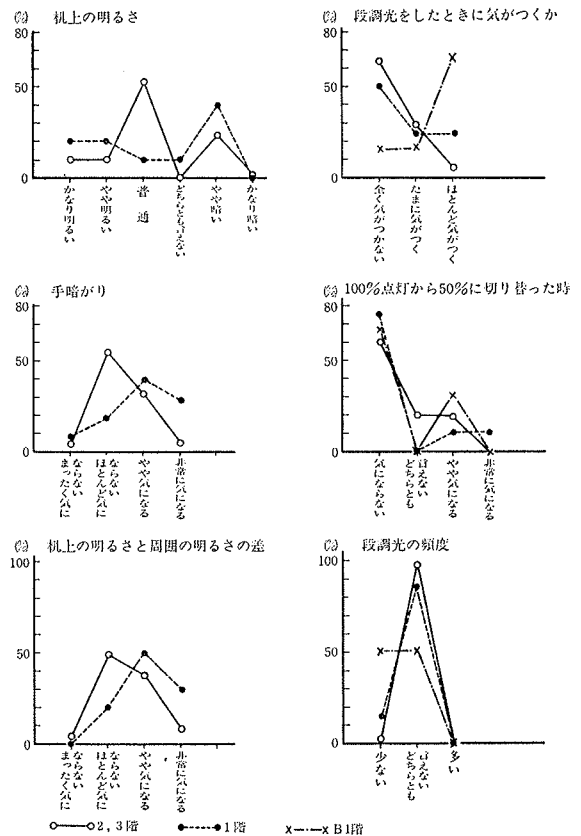 (%) 机上の明るさ
80
50
0
かなり明るい
やや明るい
普通
どちらとも言えない
やや暗い
かなり暗い
(%) 段調光をしたときに気がつくか
80
50
0
全く気がつかない
たまに気がつく
ほとんど気がつく
(%) 手暗がり
80
50
0
まったく気にならない
ほとんど気にならない
やや気になる
非常に気になる
(%) 100%点灯から50%に切り替った時
80
50
0
気にならない
どちらとも言えない
やや気になる
非常に気になる
(%) 机上の明るさと周囲の明るさの差
100
50
0
まったく気にならない
ほとんど気にならない
やや気になる
非常に気になる
(%) 段調光の頻度
100
50
0
少ない
どちらとも言えない
多い
2,3階
1階
B1階